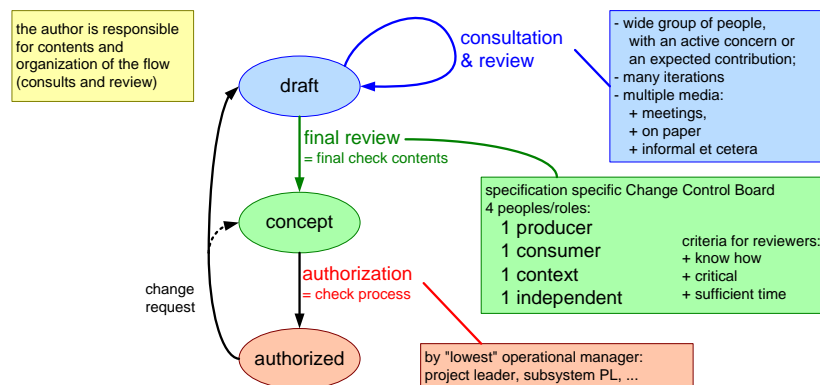 the author is responsible
for contents and
organization of the flow
(consults and review)
consultation
& review
- wide group of people,
with an active concern or
an expected contribution;
- many iterations
- multiple media:
+ meetings,
+ on paper
+ informal et cetera
draft
final review
= final check contents
specification specific Change Control Board
4 peoples/roles:
1 producer
1 consumer
1 context
1 independent
criteria for reviewers:
+ know how
+ critical
+ sufficient time
concept
authorization
= check process
change
request
authorized
by "lowest" operational manager:
project leader, subsystem PL, ...